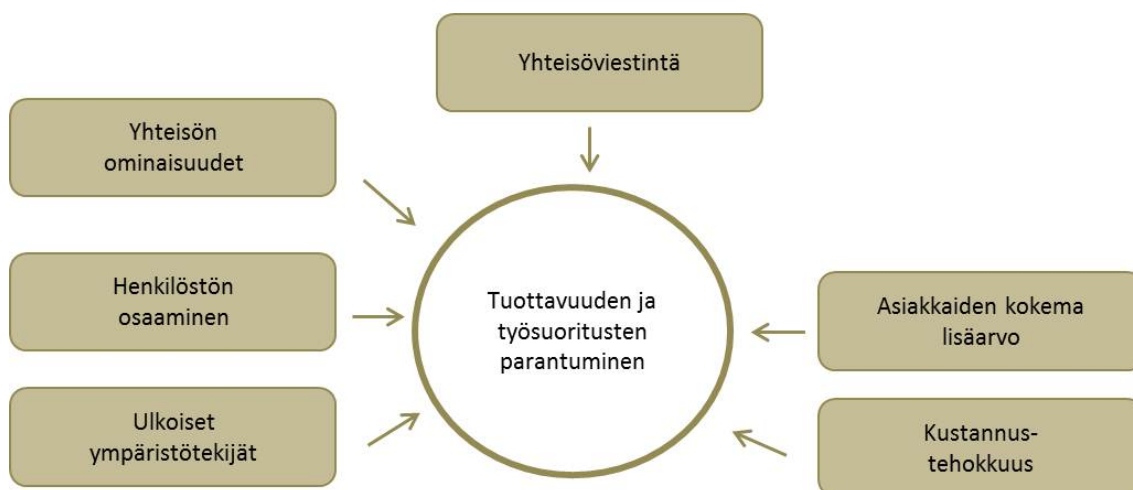 Yhteisöviestintä
Yhteisön
ominaisuudet
Henkilöstön
osaaminen
Ulkoiset
ympäristötekijät
Tuottavuuden ja
työsuoritusten
parantuminen
Asiakkaiden kokema
lisäarvo
Kustannus-
tehokkuus